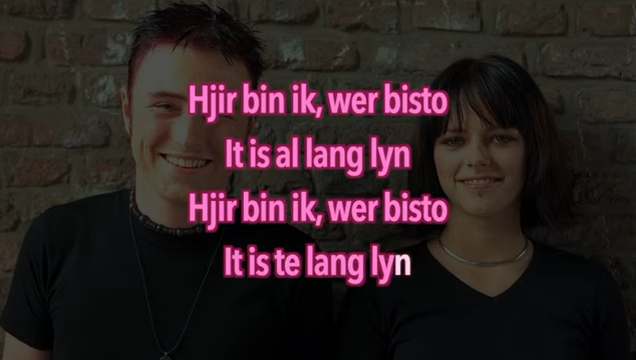 Hjir bin ik, wer bisto
It is al lang lyn
Hjir bin ik, wer bisto
It is te lang lyn